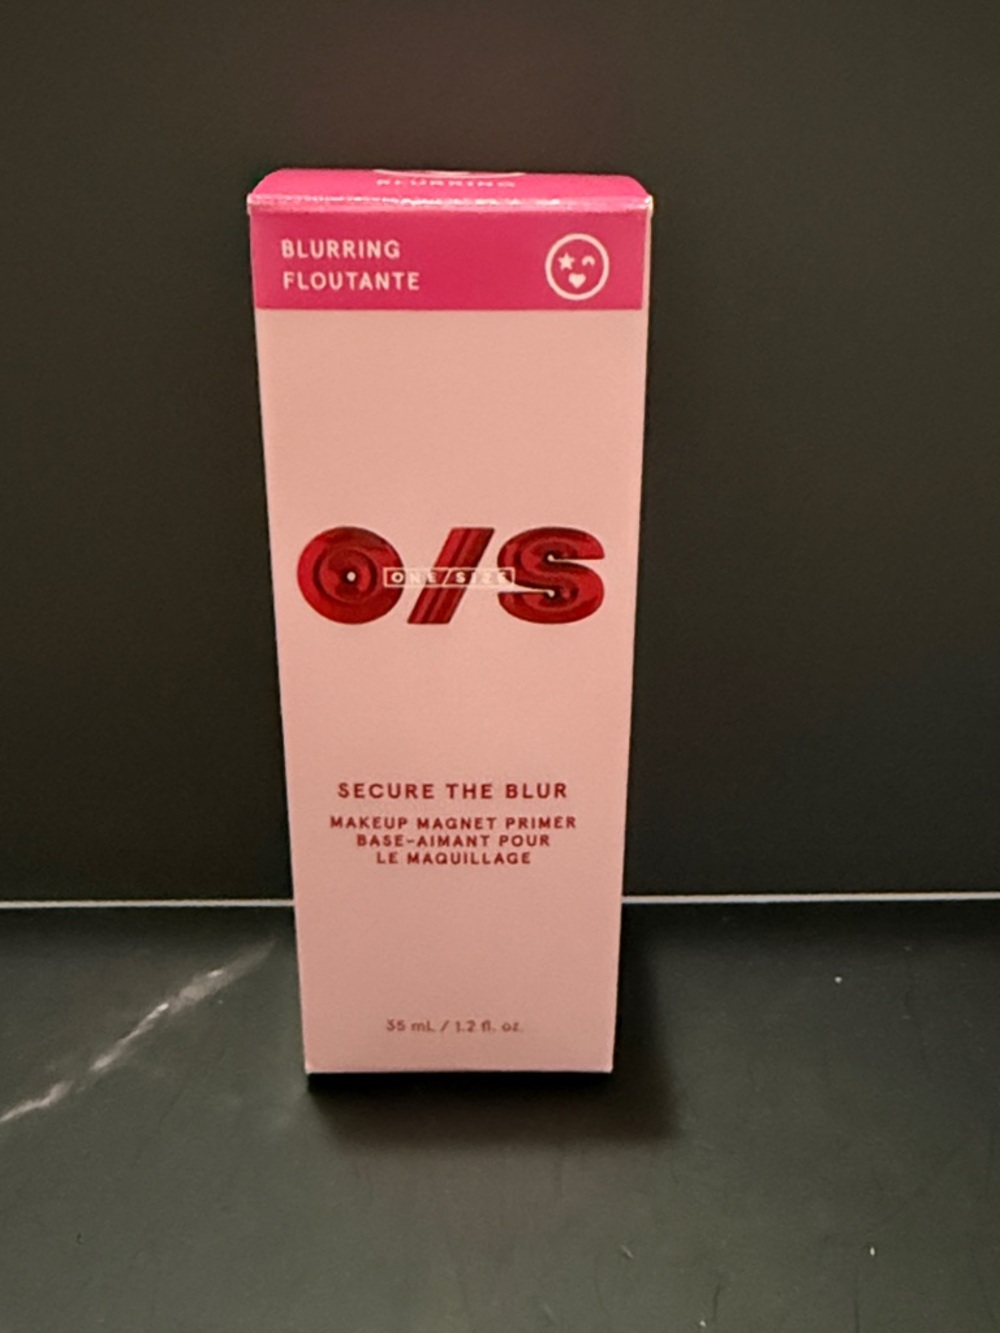 BLURRING
BLURRING
FLOUTANTE
O/S
ONE/SIZE
SECURE THE BLUR
MAKEUP MAGNET PRIMER
BASE-AIMANT POUR
LE MAQUILLAGE
35 mL / 1.2 fl. oz.